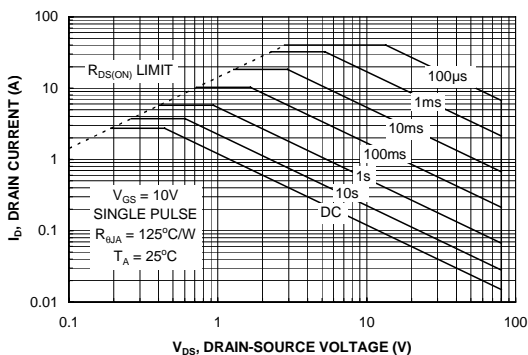 100
10
1
0.1
0.01
I_D, DRAIN CURRENT (A)
R_DS(ON) LIMIT
100µs
1ms
10ms
100ms
1s
10s
DC
V_GS = 10V
SINGLE PULSE
R_θJA = 125°C/W
T_A = 25°C
0.1
1
10
100
V_DS, DRAIN-SOURCE VOLTAGE (V)